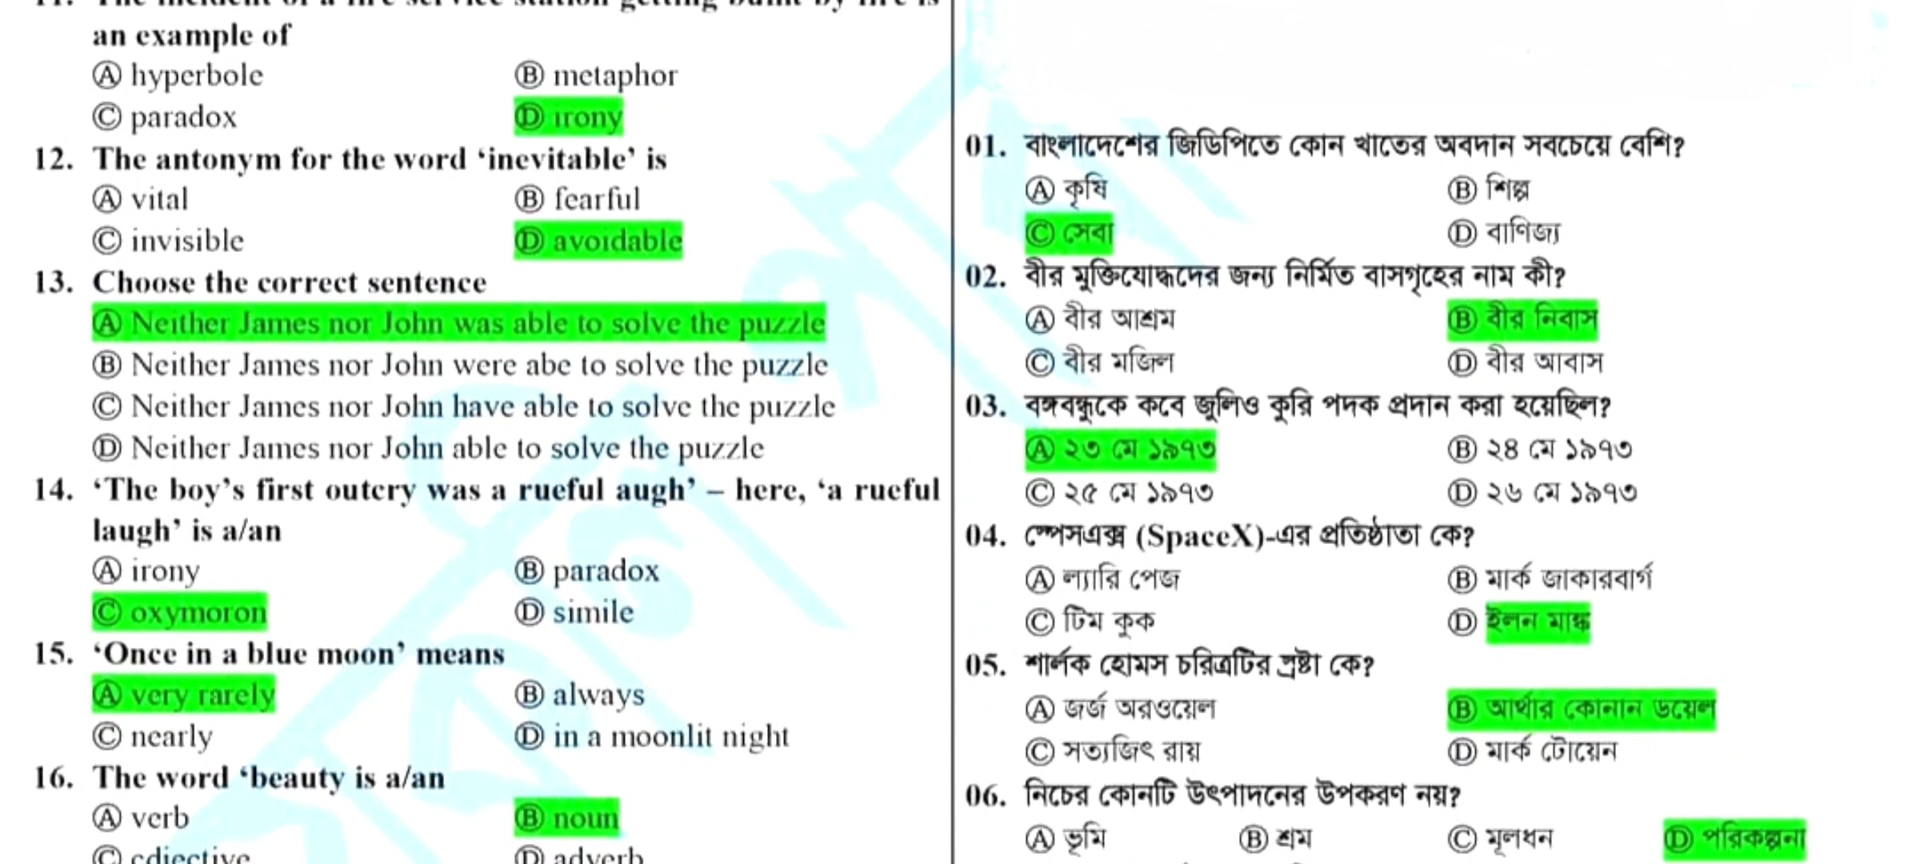 an example of
Ⓐ hyperbole Ⓑ metaphor
Ⓒ paradox Ⓓ irony
12. The antonym for the word ‘inevitable’ is
Ⓐ vital Ⓑ fearful
Ⓒ invisible Ⓓ avoidable
13. Choose the correct sentence
Ⓐ Neither James nor John was able to solve the puzzle
Ⓑ Neither James nor John were abe to solve the puzzle
Ⓒ Neither James nor John have able to solve the puzzle
Ⓓ Neither James nor John able to solve the puzzle
14. ‘The boy’s first outcry was a rueful augh’ – here, ‘a rueful
laugh’ is a/an
Ⓐ irony Ⓑ paradox
Ⓒ oxymoron Ⓓ simile
15. ‘Once in a blue moon’ means
Ⓐ very rarely Ⓑ always
Ⓒ nearly Ⓓ in a moonlit night
16. The word ‘beauty is a/an
Ⓐ verb Ⓑ noun
Ⓒ cdjective Ⓓ adverb
01. বাংলাদেশের জিডিপিতে কোন খাতের অবদান সবচেয়ে বেশি?
Ⓐ কৃষি Ⓑ শিল্প
Ⓒ সেবা Ⓓ বাণিজ্য
02. বীর মুক্তিযোদ্ধদের জন্য নির্মিত বাসগৃহের নাম কী?
Ⓐ বীর আশ্রম Ⓑ বীর নিবাস
Ⓒ বীর মজিল Ⓓ বীর আবাস
03. বঙ্গবন্ধুকে কবে জুলিও কুরি পদক প্রদান করা হয়েছিল?
Ⓐ ২৩ মে ১৯৭৩ Ⓑ ২৪ মে ১৯৭৩
Ⓒ ২৫ মে ১৯৭৩ Ⓓ ২৬ মে ১৯৭৩
04. স্পেসএক্স (SpaceX)-এর প্রতিষ্ঠাতা কে?
Ⓐ ল্যারি পেজ Ⓑ মার্ক জাকারবার্গ
Ⓒ টিম কুক Ⓓ ইলন মাস্ক
05. শার্লক হোমস চরিত্রটির স্রষ্টা কে?
Ⓐ জর্জ অরওয়েল Ⓑ আর্থার কোনান ডয়েল
Ⓒ সত্যজিৎ রায় Ⓓ মার্ক টোয়েন
06. নিচের কোনটি উৎপাদনের উপকরণ নয়?
Ⓐ ভূমি Ⓑ শ্রম Ⓒ মূলধন Ⓓ পরিকল্পনা